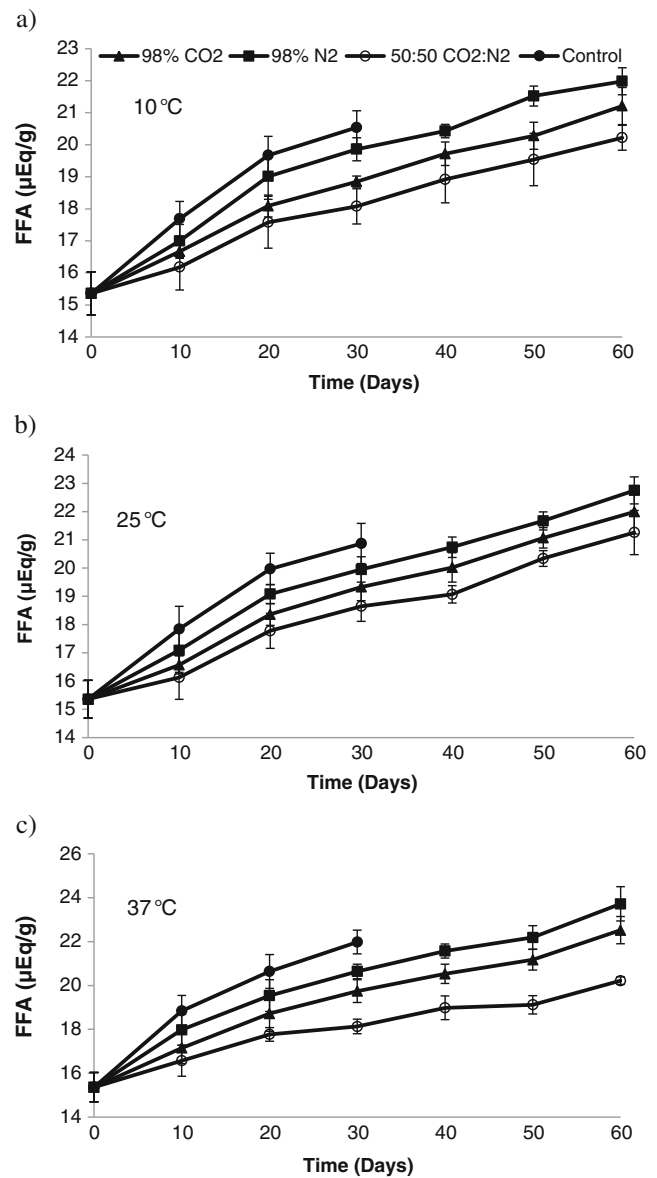 a)
98% CO2 98% N2 50:50 CO2:N2 Control
10 °C
FFA (µEq/g)
23
22
21
20
19
18
17
16
15
14
0 10 20 30 40 50 60
Time (Days)
b)
25 °C
FFA (µEq/g)
24
23
22
21
20
19
18
17
16
15
14
0 10 20 30 40 50 60
Time (Days)
c)
37 °C
FFA (µEq/g)
26
24
22
20
18
16
14
0 10 20 30 40 50 60
Time (Days)